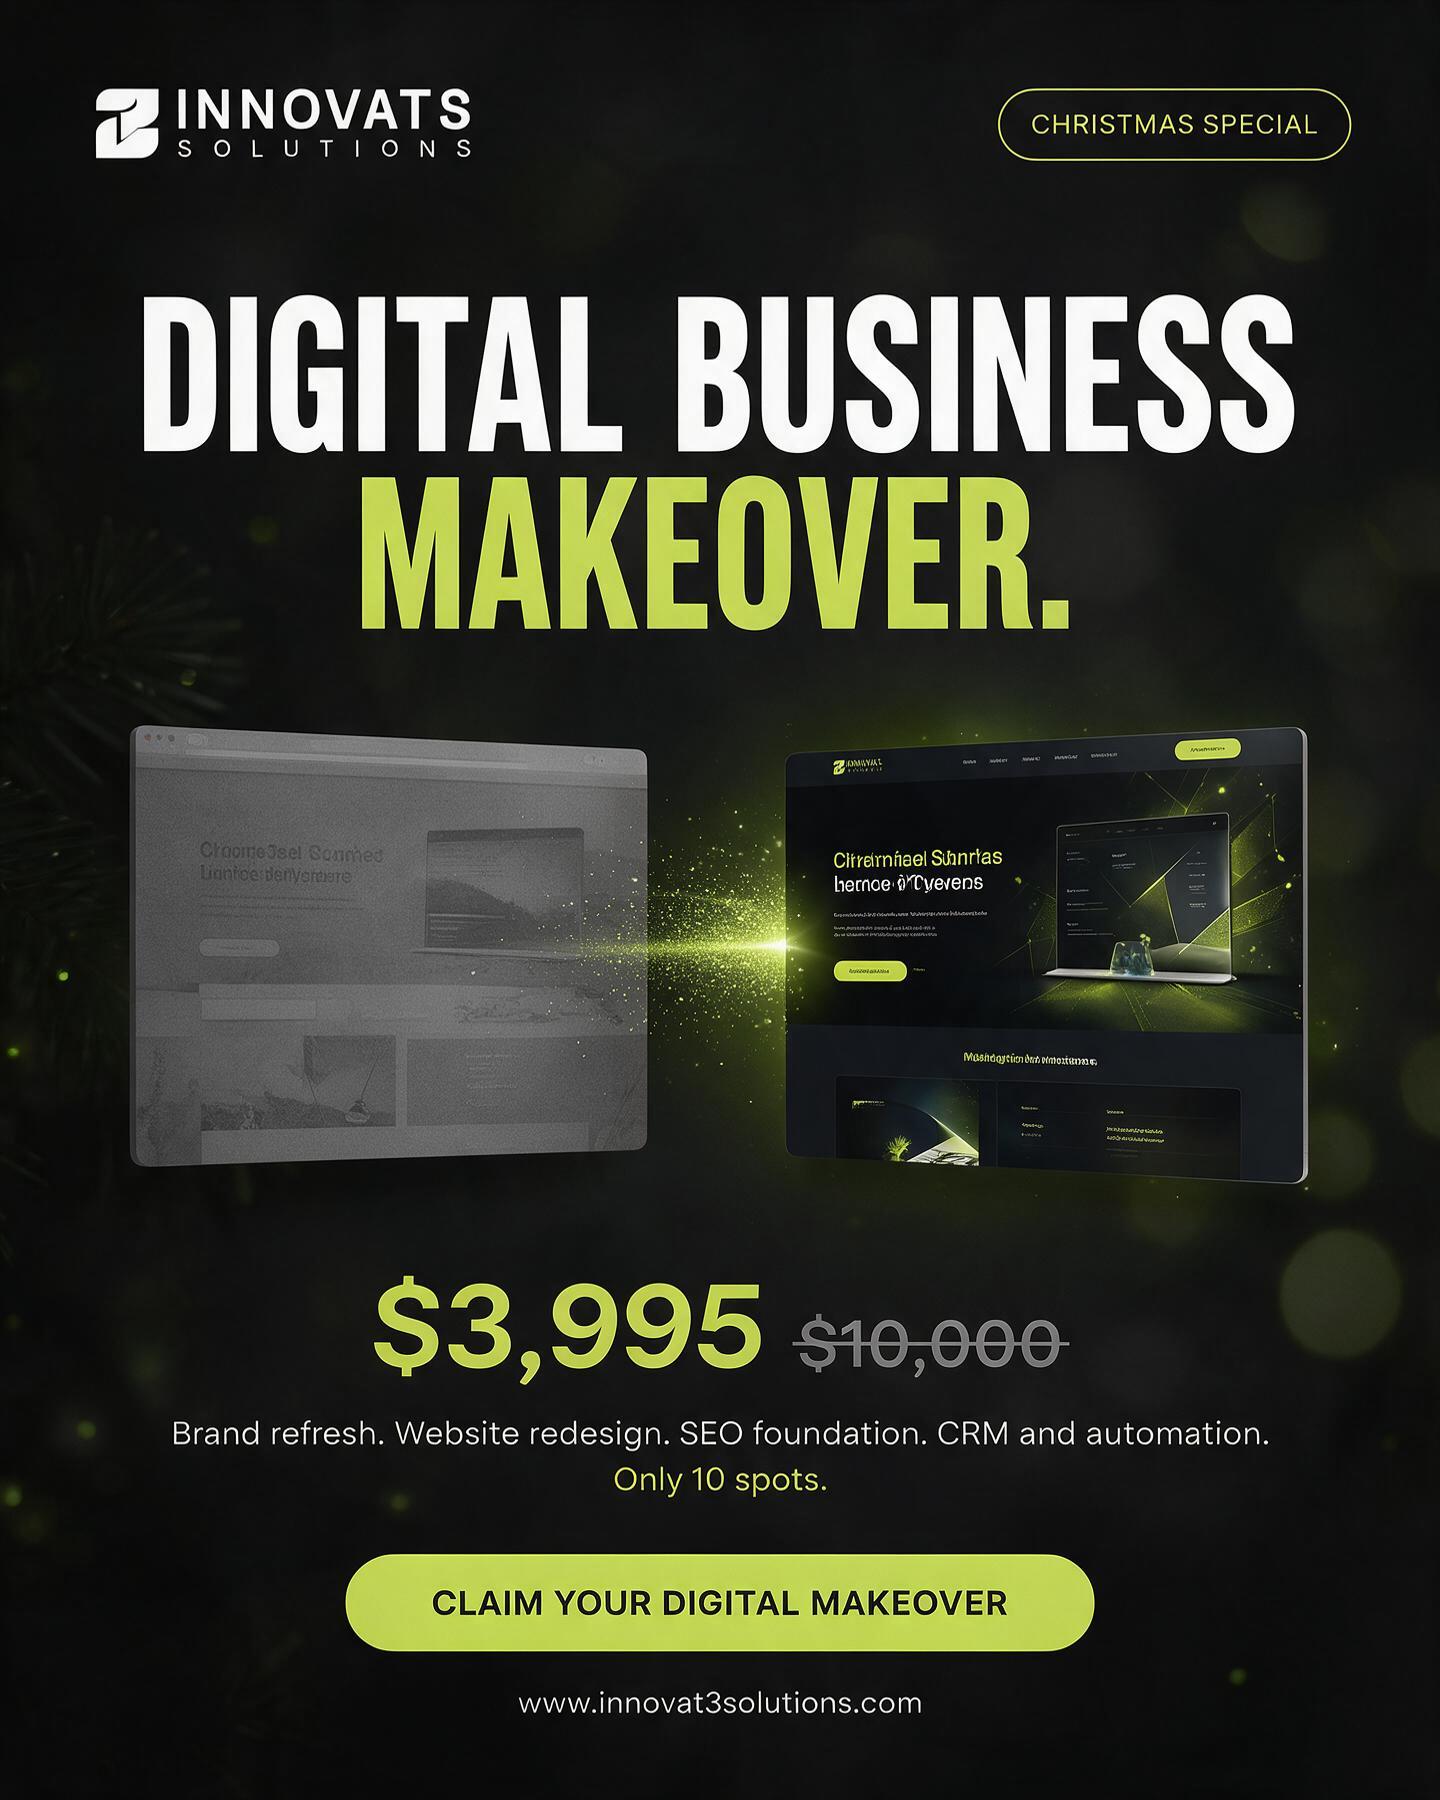 INNOVATS
SOLUTIONS
CHRISTMAS SPECIAL
DIGITAL BUSINESS
MAKEOVER.
$3,995 $10,000
Brand refresh. Website redesign. SEO foundation. CRM and automation.
Only 10 spots.
CLAIM YOUR DIGITAL MAKEOVER
www.innovat3solutions.com